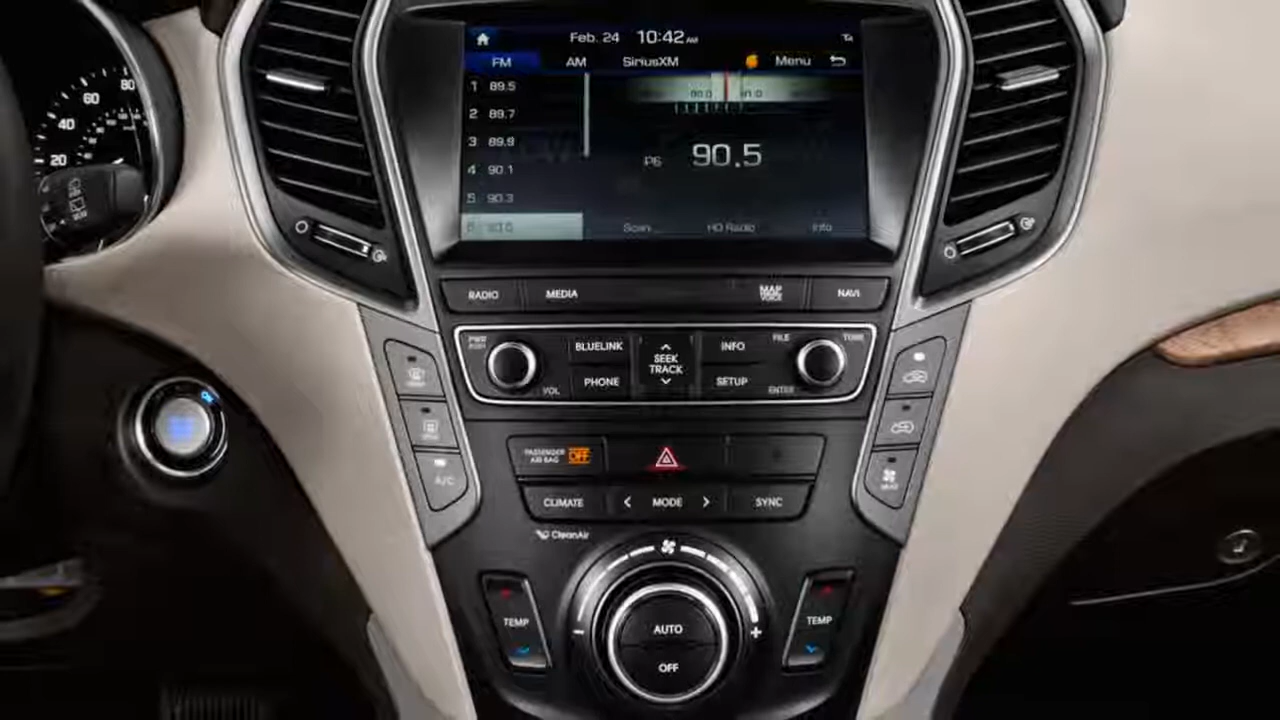 80
60
40
20
Feb. 24 10:42 AM
FM AM SiriusXM Menu
1 89.5
2 89.7
3 89.9
4 90.1
5 90.3
P6 90.5
Scan HD Radio Info
RADIO MEDIA MAP VOICE NAVI
PWR
VOL
BLUELINK
PHONE
SEEK
TRACK
INFO
SETUP
FILE
TUNE
ENTER
PASSENGER
AIR BAG
OFF
A/C
CLIMATE < MODE > SYNC
CleanAir
TEMP
AUTO
OFF
TEMP